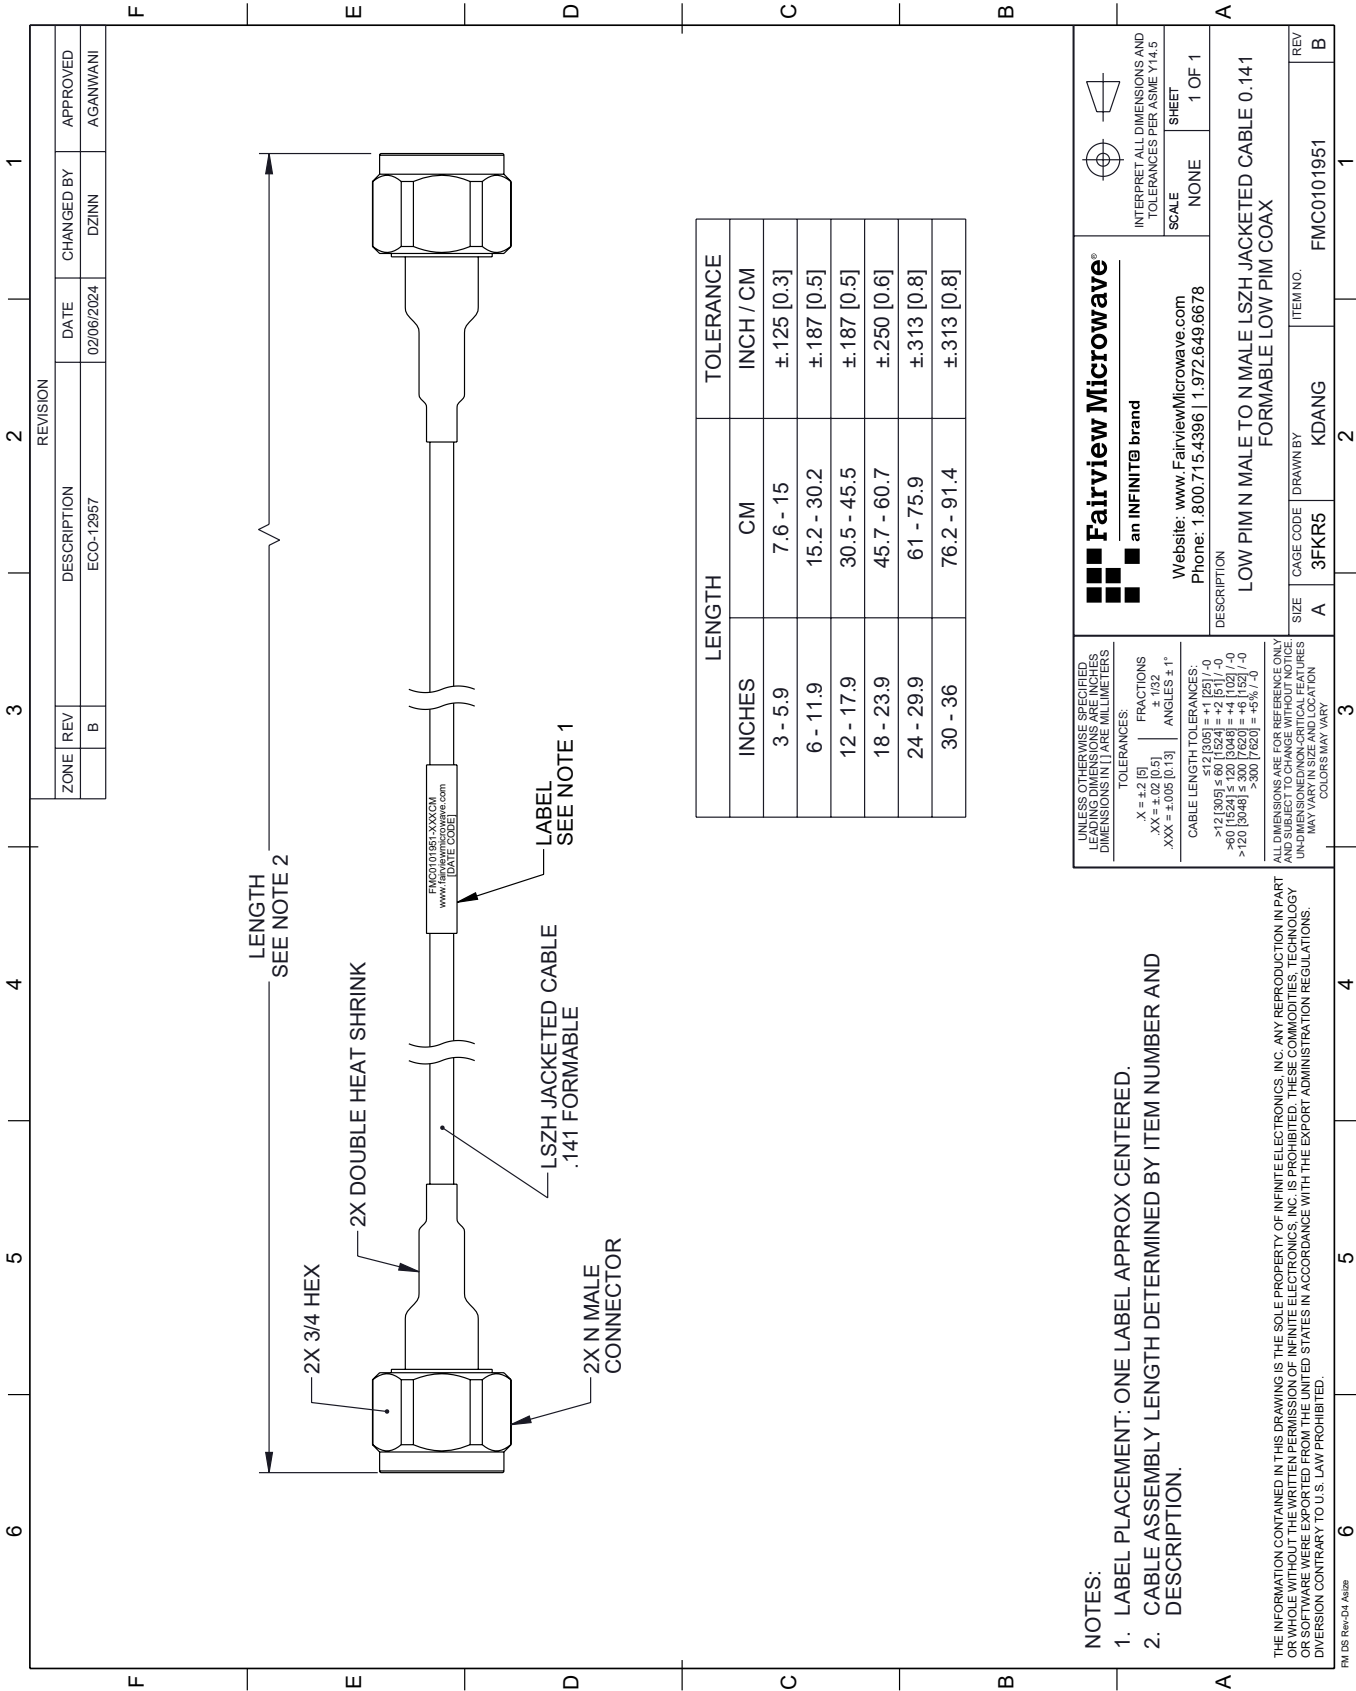 6
5
4
3
2
1
F
E
D
C
B
A
REVISION
ZONE REV DESCRIPTION DATE CHANGED BY APPROVED
B ECO-12957 02/06/2024 DZINN AGANWANI
LENGTH
SEE NOTE 2
2X 3/4 HEX
2X DOUBLE HEAT SHRINK
FMC0101951-XXXCM
www.fairviewmicrowave.com
[DATE CODE]
2X N MALE
CONNECTOR
LSZH JACKETED CABLE
.141 FORMABLE
LABEL
SEE NOTE 1
LENGTH TOLERANCE
INCHES CM INCH / CM
3 - 5.9 7.6 - 15 ±.125 [0.3]
6 - 11.9 15.2 - 30.2 ±.187 [0.5]
12 - 17.9 30.5 - 45.5 ±.187 [0.5]
18 - 23.9 45.7 - 60.7 ±.250 [0.6]
24 - 29.9 61 - 75.9 ±.313 [0.8]
30 - 36 76.2 - 91.4 ±.313 [0.8]
NOTES:
1. LABEL PLACEMENT: ONE LABEL APPROX CENTERED.
2. CABLE ASSEMBLY LENGTH DETERMINED BY ITEM NUMBER AND
DESCRIPTION.
THE INFORMATION CONTAINED IN THIS DRAWING IS THE SOLE PROPERTY OF INFINITE ELECTRONICS, INC. ANY REPRODUCTION IN PART
OR WHOLE WITHOUT THE WRITTEN PERMISSION OF INFINITE ELECTRONICS, INC. IS PROHIBITED. THESE COMMODITIES, TECHNOLOGY
OR SOFTWARE WERE EXPORTED FROM THE UNITED STATES IN ACCORDANCE WITH THE EXPORT ADMINISTRATION REGULATIONS.
DIVERSION CONTRARY TO U.S. LAW PROHIBITED.
UNLESS OTHERWISE SPECIFIED
LEADING DIMENSIONS ARE INCHES
DIMENSIONS IN [ ] ARE MILLIMETERS
TOLERANCES:
.X = ±.2 [5] FRACTIONS
.XX = ±.02 [0.5] ± 1/32
.XXX = ±.005 [0.13] ANGLES ± 1°
CABLE LENGTH TOLERANCES:
≤12 [305] = +1 [25] / -0
>12 [305] ≤ 60 [1524] = +2 [51] / -0
>60 [1524] ≤ 120 [3048] = +4 [102] / -0
>120 [3048] ≤ 300 [7620] = +6 [152] / -0
>300 [7620] = +5% / -0
ALL DIMENSIONS ARE FOR REFERENCE ONLY
AND SUBJECT TO CHANGE WITHOUT NOTICE.
UN-DIMENSIONED/NON-CRITICAL FEATURES
MAY VARY IN SIZE AND LOCATION
COLORS MAY VARY
Fairview Microwave®
an INFINITE brand
Website: www.FairviewMicrowave.com
Phone: 1.800.715.4396 | 1.972.649.6678
INTERPRET ALL DIMENSIONS AND
TOLERANCES PER ASME Y14.5
SCALE NONE
SHEET 1 OF 1
DESCRIPTION
LOW PIM N MALE TO N MALE LSZH JACKETED CABLE 0.141
FORMABLE LOW PIM COAX
SIZE A
CAGE CODE 3FKR5
DRAWN BY KDANG
ITEM NO. FMC0101951
REV B
F
E
D
C
B
A
6
5
4
3
2
1
FM DS Rev-D4 Asize